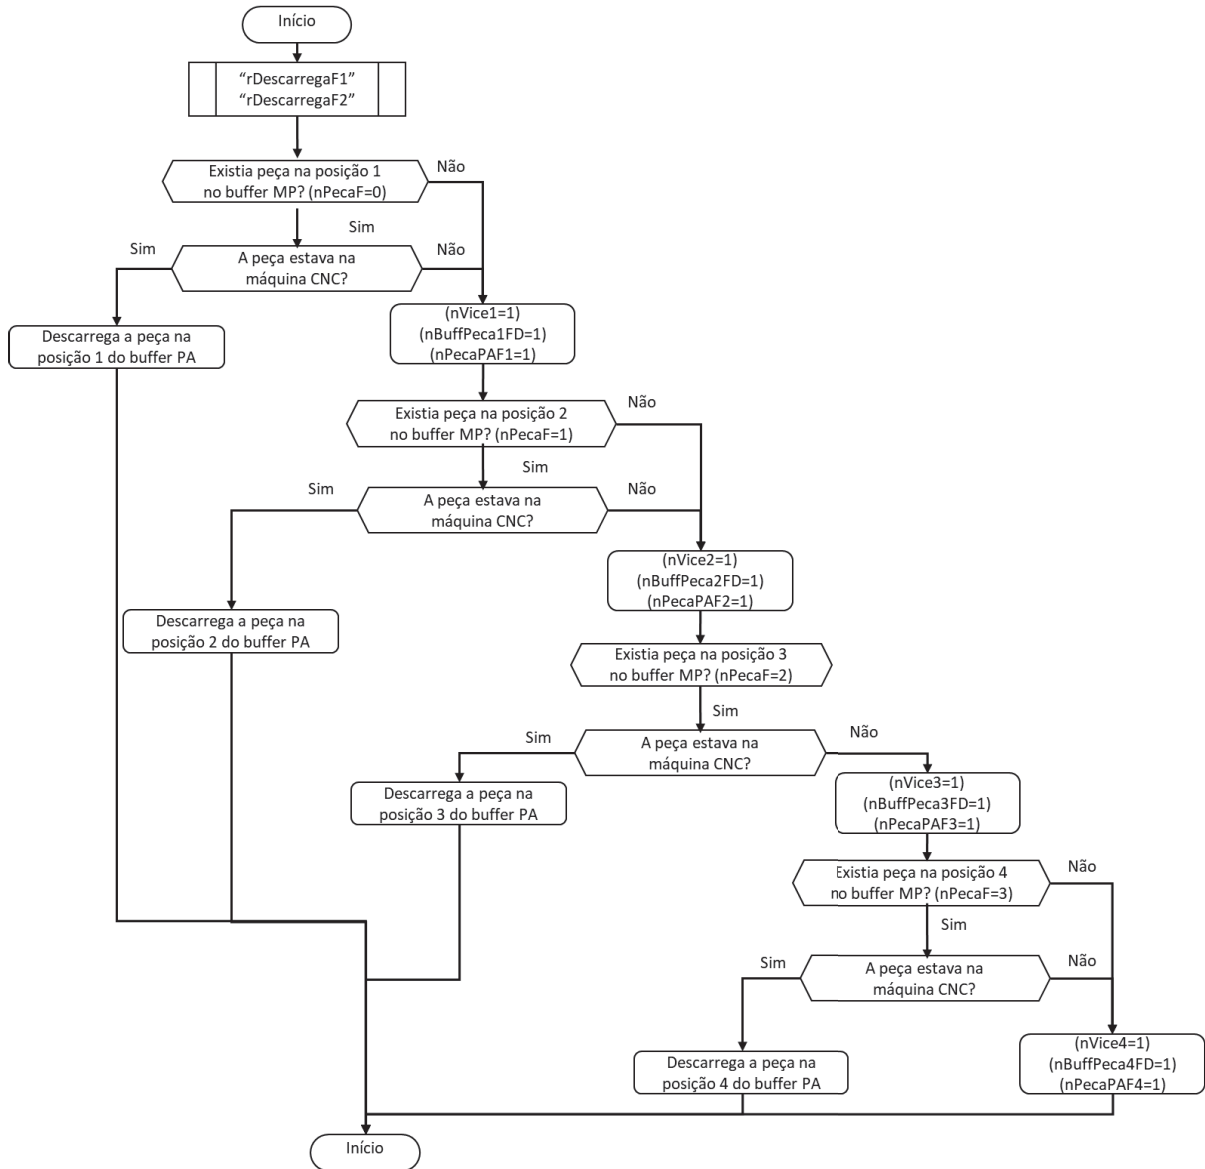 Início
“rDescarregaF1”
“rDescarregaF2”
Existia peça na posição 1
no buffer MP? (nPecaF=0)
Não
Sim
Sim
A peça estava na
máquina CNC?
Não
Descarrega a peça na
posição 1 do buffer PA
(nVice1=1)
(nBuffPeca1FD=1)
(nPecaPAF1=1)
Existia peça na posição 2
no buffer MP? (nPecaF=1)
Não
Sim
Sim
A peça estava na
máquina CNC?
Não
(nVice2=1)
(nBuffPeca2FD=1)
(nPecaPAF2=1)
Descarrega a peça na
posição 2 do buffer PA
Existia peça na posição 3
no buffer MP? (nPecaF=2)
Sim
Sim
A peça estava na
máquina CNC?
Não
Descarrega a peça na
posição 3 do buffer PA
(nVice3=1)
(nBuffPeca3FD=1)
(nPecaPAF3=1)
Existia peça na posição 4
no buffer MP? (nPecaF=3)
Não
Sim
Sim
A peça estava na
máquina CNC?
Não
Descarrega a peça na
posição 4 do buffer PA
(nVice4=1)
(nBuffPeca4FD=1)
(nPecaPAF4=1)
Início